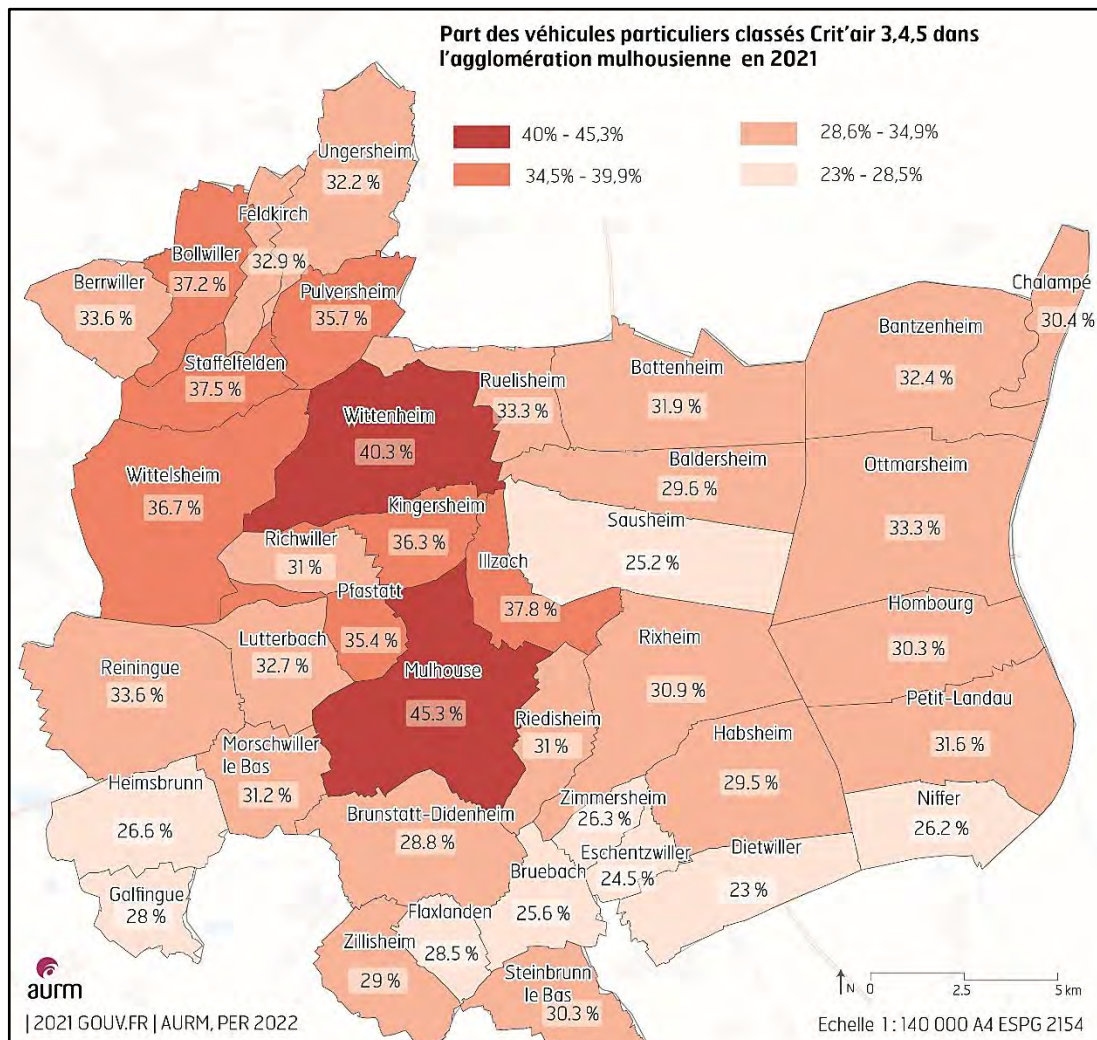 Part des véhicules particuliers classés Crit'air 3,4,5 dans
l'agglomération mulhousienne en 2021
40% - 45,3%
28,6% - 34,9%
34,5% - 39,9%
23% - 28,5%
Ungersheim
32.2 %
Feldkirch
32.9 %
Bollwiller
37.2 %
Berrwiller
33.6 %
Pulversheim
35.7 %
Staffelfelden
37.5 %
Chalampé
30.4 %
Bantzenheim
32.4 %
Battenheim
31.9 %
Ruelisheim
33.3 %
Wittenheim
40.3 %
Wittelsheim
36.7 %
Baldersheim
29.6 %
Ottmarsheim
33.3 %
Kingersheim
36.3 %
Sausheim
25.2 %
Richwiller
31 %
Illzach
37.8 %
Pfastatt
35.4 %
Hombourg
30.3 %
Lutterbach
32.7 %
Rixheim
30.9 %
Reiningue
33.6 %
Mulhouse
45.3 %
Petit-Landau
31.6 %
Riedisheim
31 %
Habsheim
29.5 %
Morschwiller
le Bas
31.2 %
Heimsbrunn
26.6 %
Zimmersheim
26.3 %
Niffer
26.2 %
Brunstatt-Didenheim
28.8 %
Eschentzwiller
24.5 %
Dietwiller
23 %
Bruebach
25.6 %
Galfingue
28 %
Flaxlanden
28.5 %
Zillisheim
29 %
Steinbrunn
le Bas
30.3 %
aurm
N
0 2.5 5 km
| 2021 GOUV.FR | AURM, PER 2022
Echelle 1 : 140 000 A4 ESPG 2154